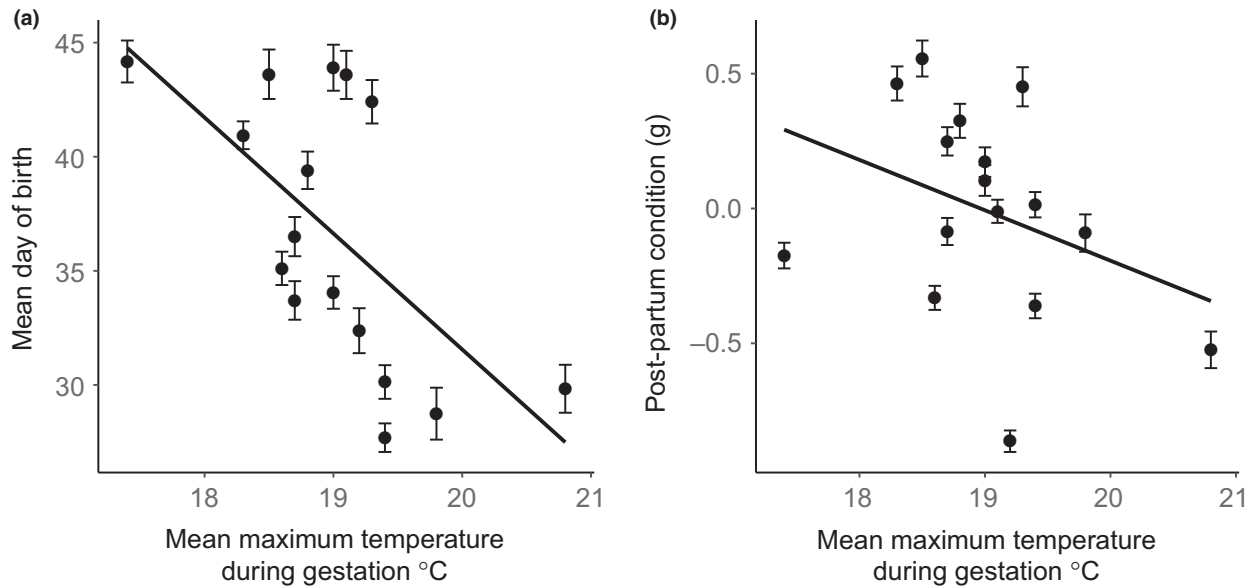 (a)
45
40
35
30
Mean day of birth
18 19 20 21
Mean maximum temperature
during gestation °C
(b)
0.5
0.0
−0.5
Post-partum condition (g)
18 19 20 21
Mean maximum temperature
during gestation °C